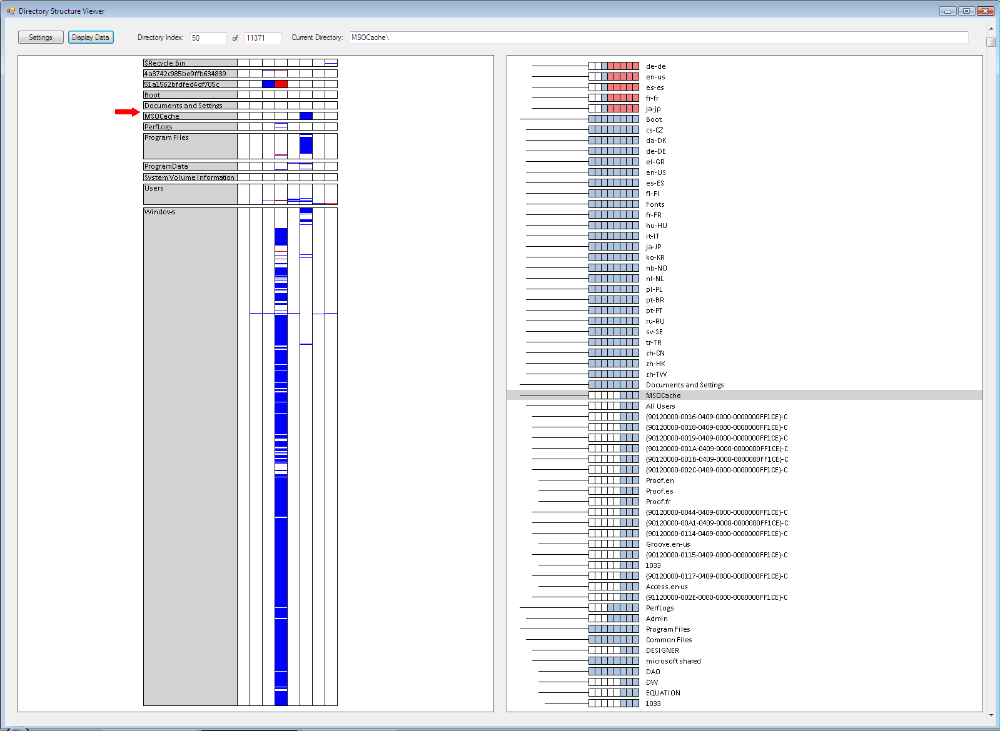 Directory Structure Viewer
Settings
Display Data
Directory Index:
50
of
11371
Current Directory:
MSOCache\
$Recycle.Bin
4a3742c985be9ffb634839
51a1562bfdfed4df705c
Boot
Documents and Settings
MSOCache
PerfLogs
Program Files
ProgramData
System Volume Information
Users
Windows
de-de
en-us
es-es
fr-fr
ja-jp
Boot
cs-CZ
da-DK
de-DE
el-GR
en-US
es-ES
fi-FI
Fonts
fr-FR
hu-HU
it-IT
ja-JP
ko-KR
nb-NO
nl-NL
pl-PL
pt-BR
pt-PT
ru-RU
sv-SE
tr-TR
zh-CN
zh-HK
zh-TW
Documents and Settings
MSOCache
All Users
{90120000-0016-0409-0000-0000000FF1CE}-C
{90120000-0018-0409-0000-0000000FF1CE}-C
{90120000-0019-0409-0000-0000000FF1CE}-C
{90120000-001A-0409-0000-0000000FF1CE}-C
{90120000-001B-0409-0000-0000000FF1CE}-C
{90120000-002C-0409-0000-0000000FF1CE}-C
Proof.en
Proof.es
Proof.fr
{90120000-0044-0409-0000-0000000FF1CE}-C
{90120000-00A1-0409-0000-0000000FF1CE}-C
{90120000-0114-0409-0000-0000000FF1CE}-C
Groove.en-us
{90120000-0115-0409-0000-0000000FF1CE}-C
1033
{90120000-0117-0409-0000-0000000FF1CE}-C
Access.en-us
{91120000-002E-0000-0000-0000000FF1CE}-C
PerfLogs
Admin
Program Files
Common Files
DESIGNER
microsoft shared
DAO
DW
EQUATION
1033